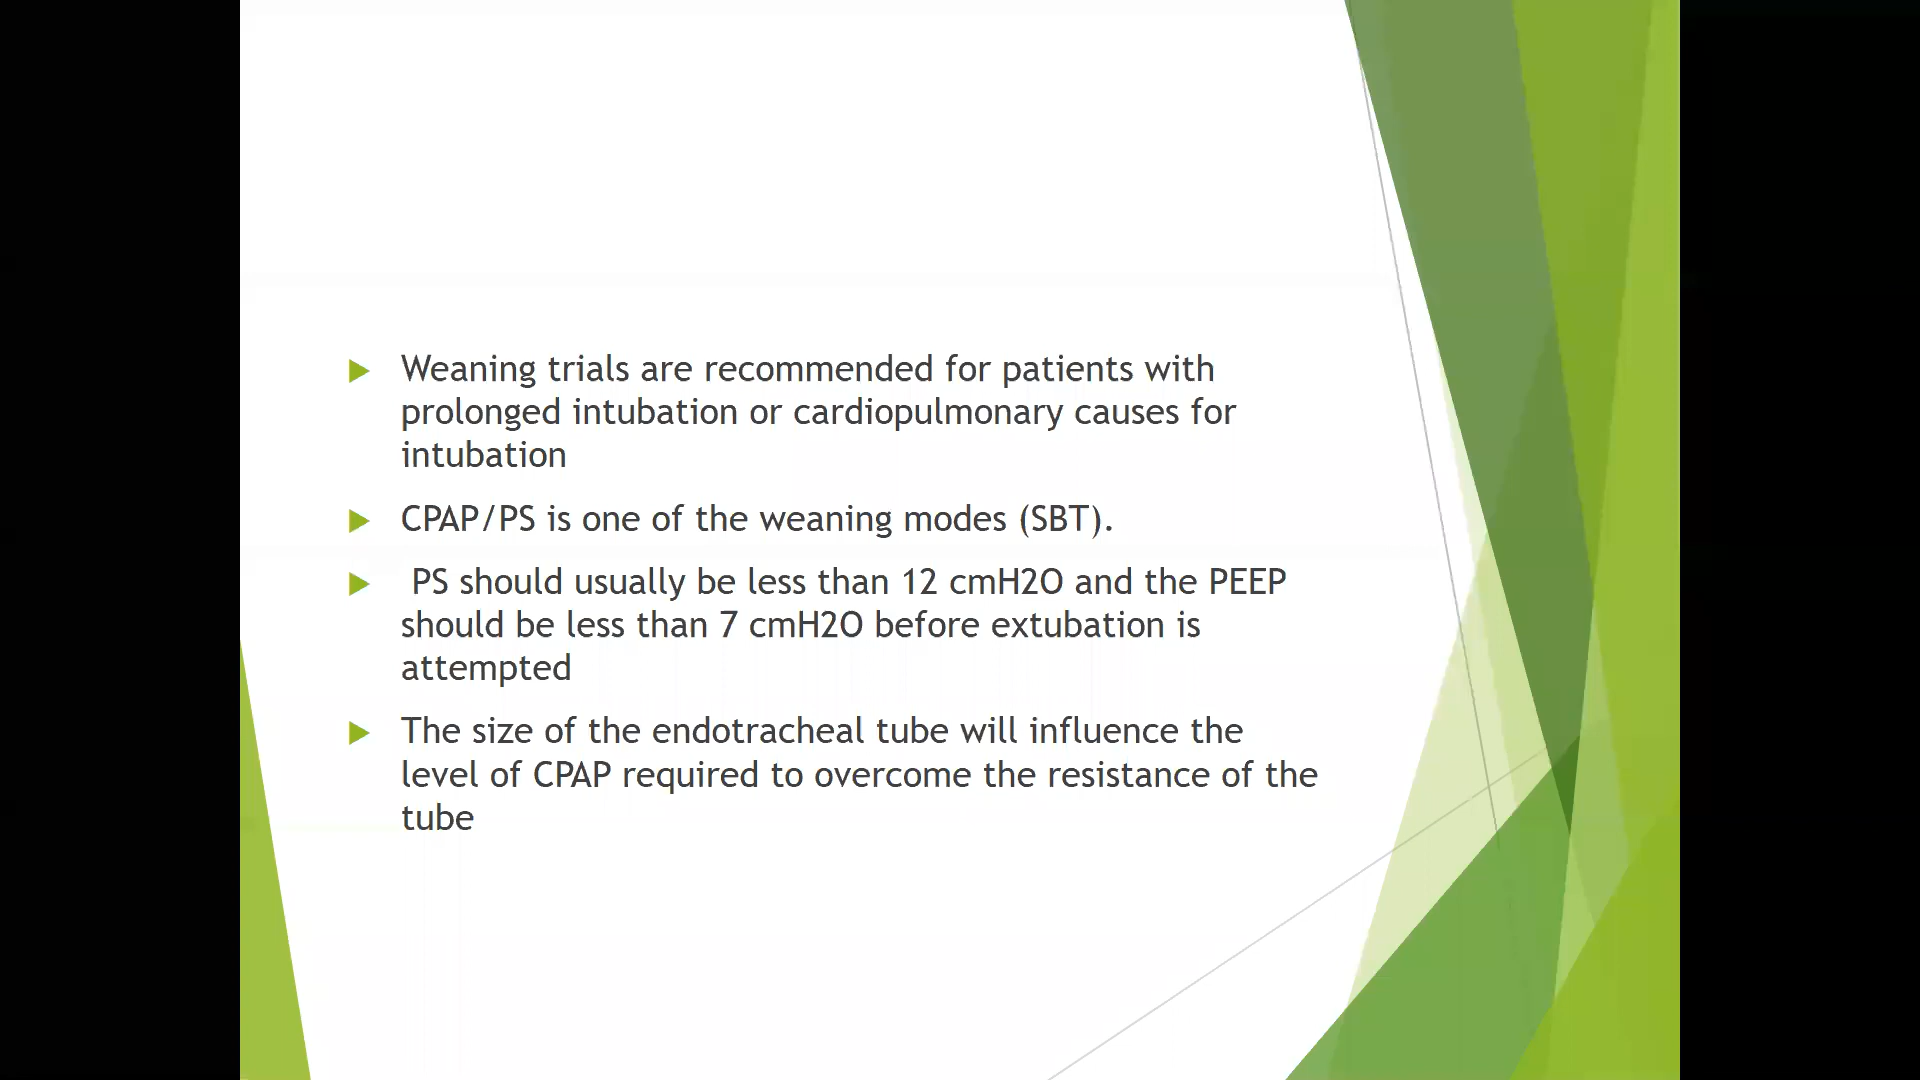 Weaning trials are recommended for patients with
prolonged intubation or cardiopulmonary causes for
intubation
CPAP/PS is one of the weaning modes (SBT).
PS should usually be less than 12 cmH2O and the PEEP
should be less than 7 cmH2O before extubation is
attempted
The size of the endotracheal tube will influence the
level of CPAP required to overcome the resistance of the
tube